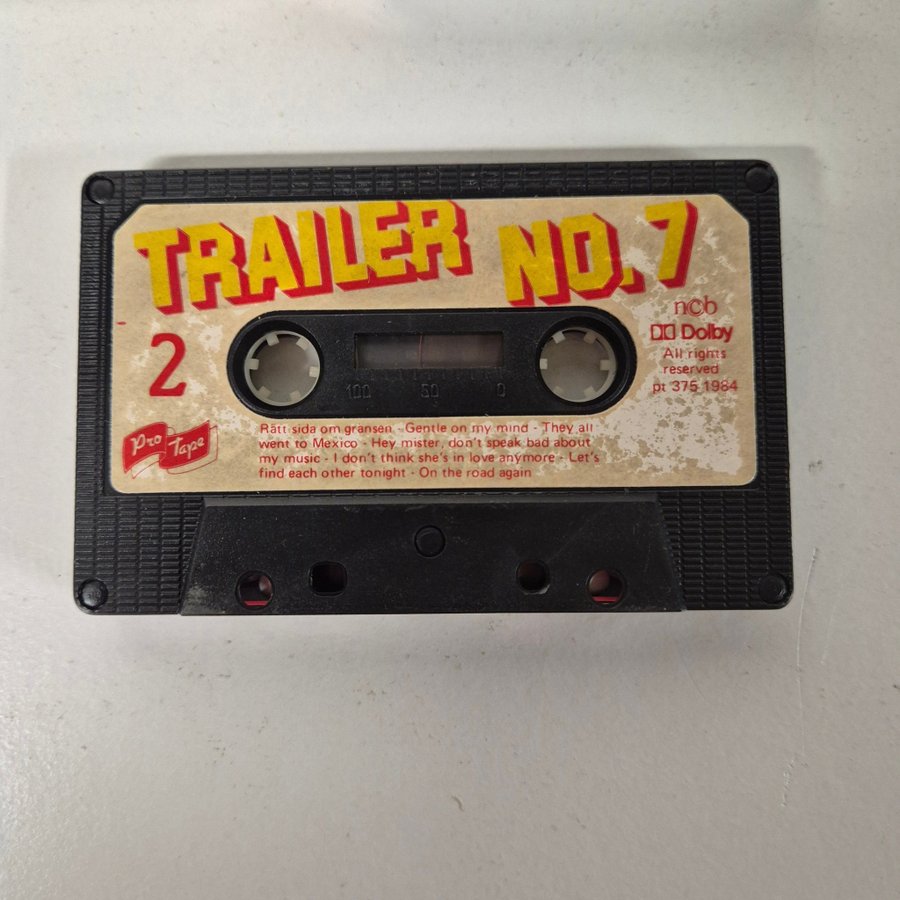 TRAILER NO. 7
2
ncb
Dolby
All rights
reserved
pt 375 1984
100 50 0
Pro
Tape
Rätt sida om gransen - Gentle on my mind - They all
went to Mexico - Hey mister, don't speak bad about
my music - I don't think she's in love anymore - Let's
find each other tonight - On the road again